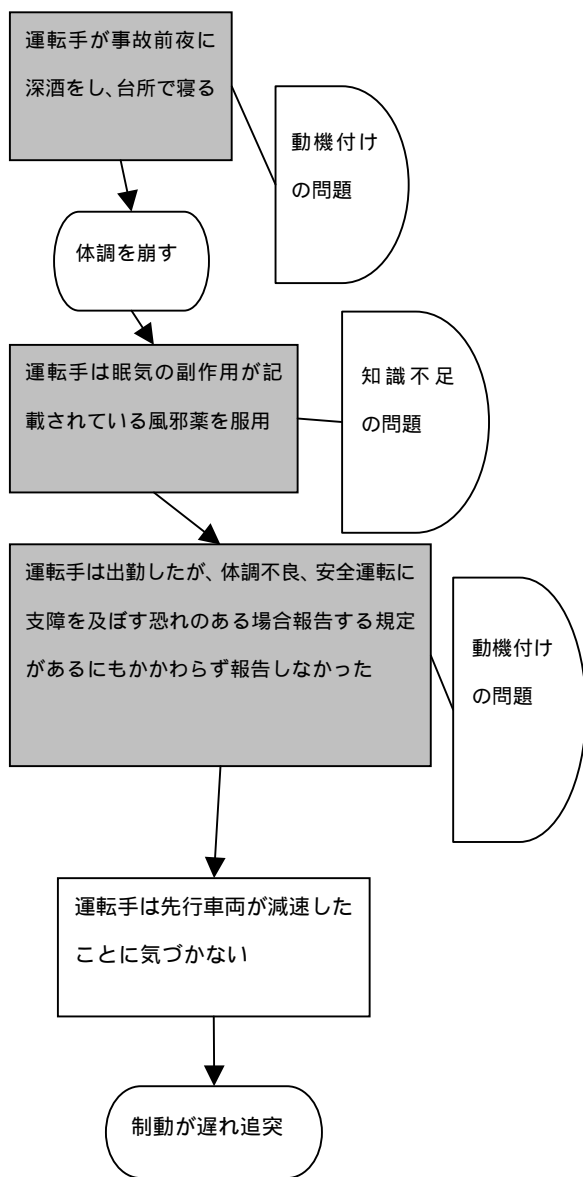 運転手が事故前夜に
深酒をし、台所で寝る
動機付け
の問題
体調を崩す
運転手は眠気の副作用が記
載されている風邪薬を服用
知識不足
の問題
運転手は出勤したが、体調不良、安全運転に
支障を及ぼす恐れのある場合報告する規定
があるにもかかわらず報告しなかった
動機付け
の問題
運転手は先行車両が減速した
ことに気づかない
制動が遅れ追突